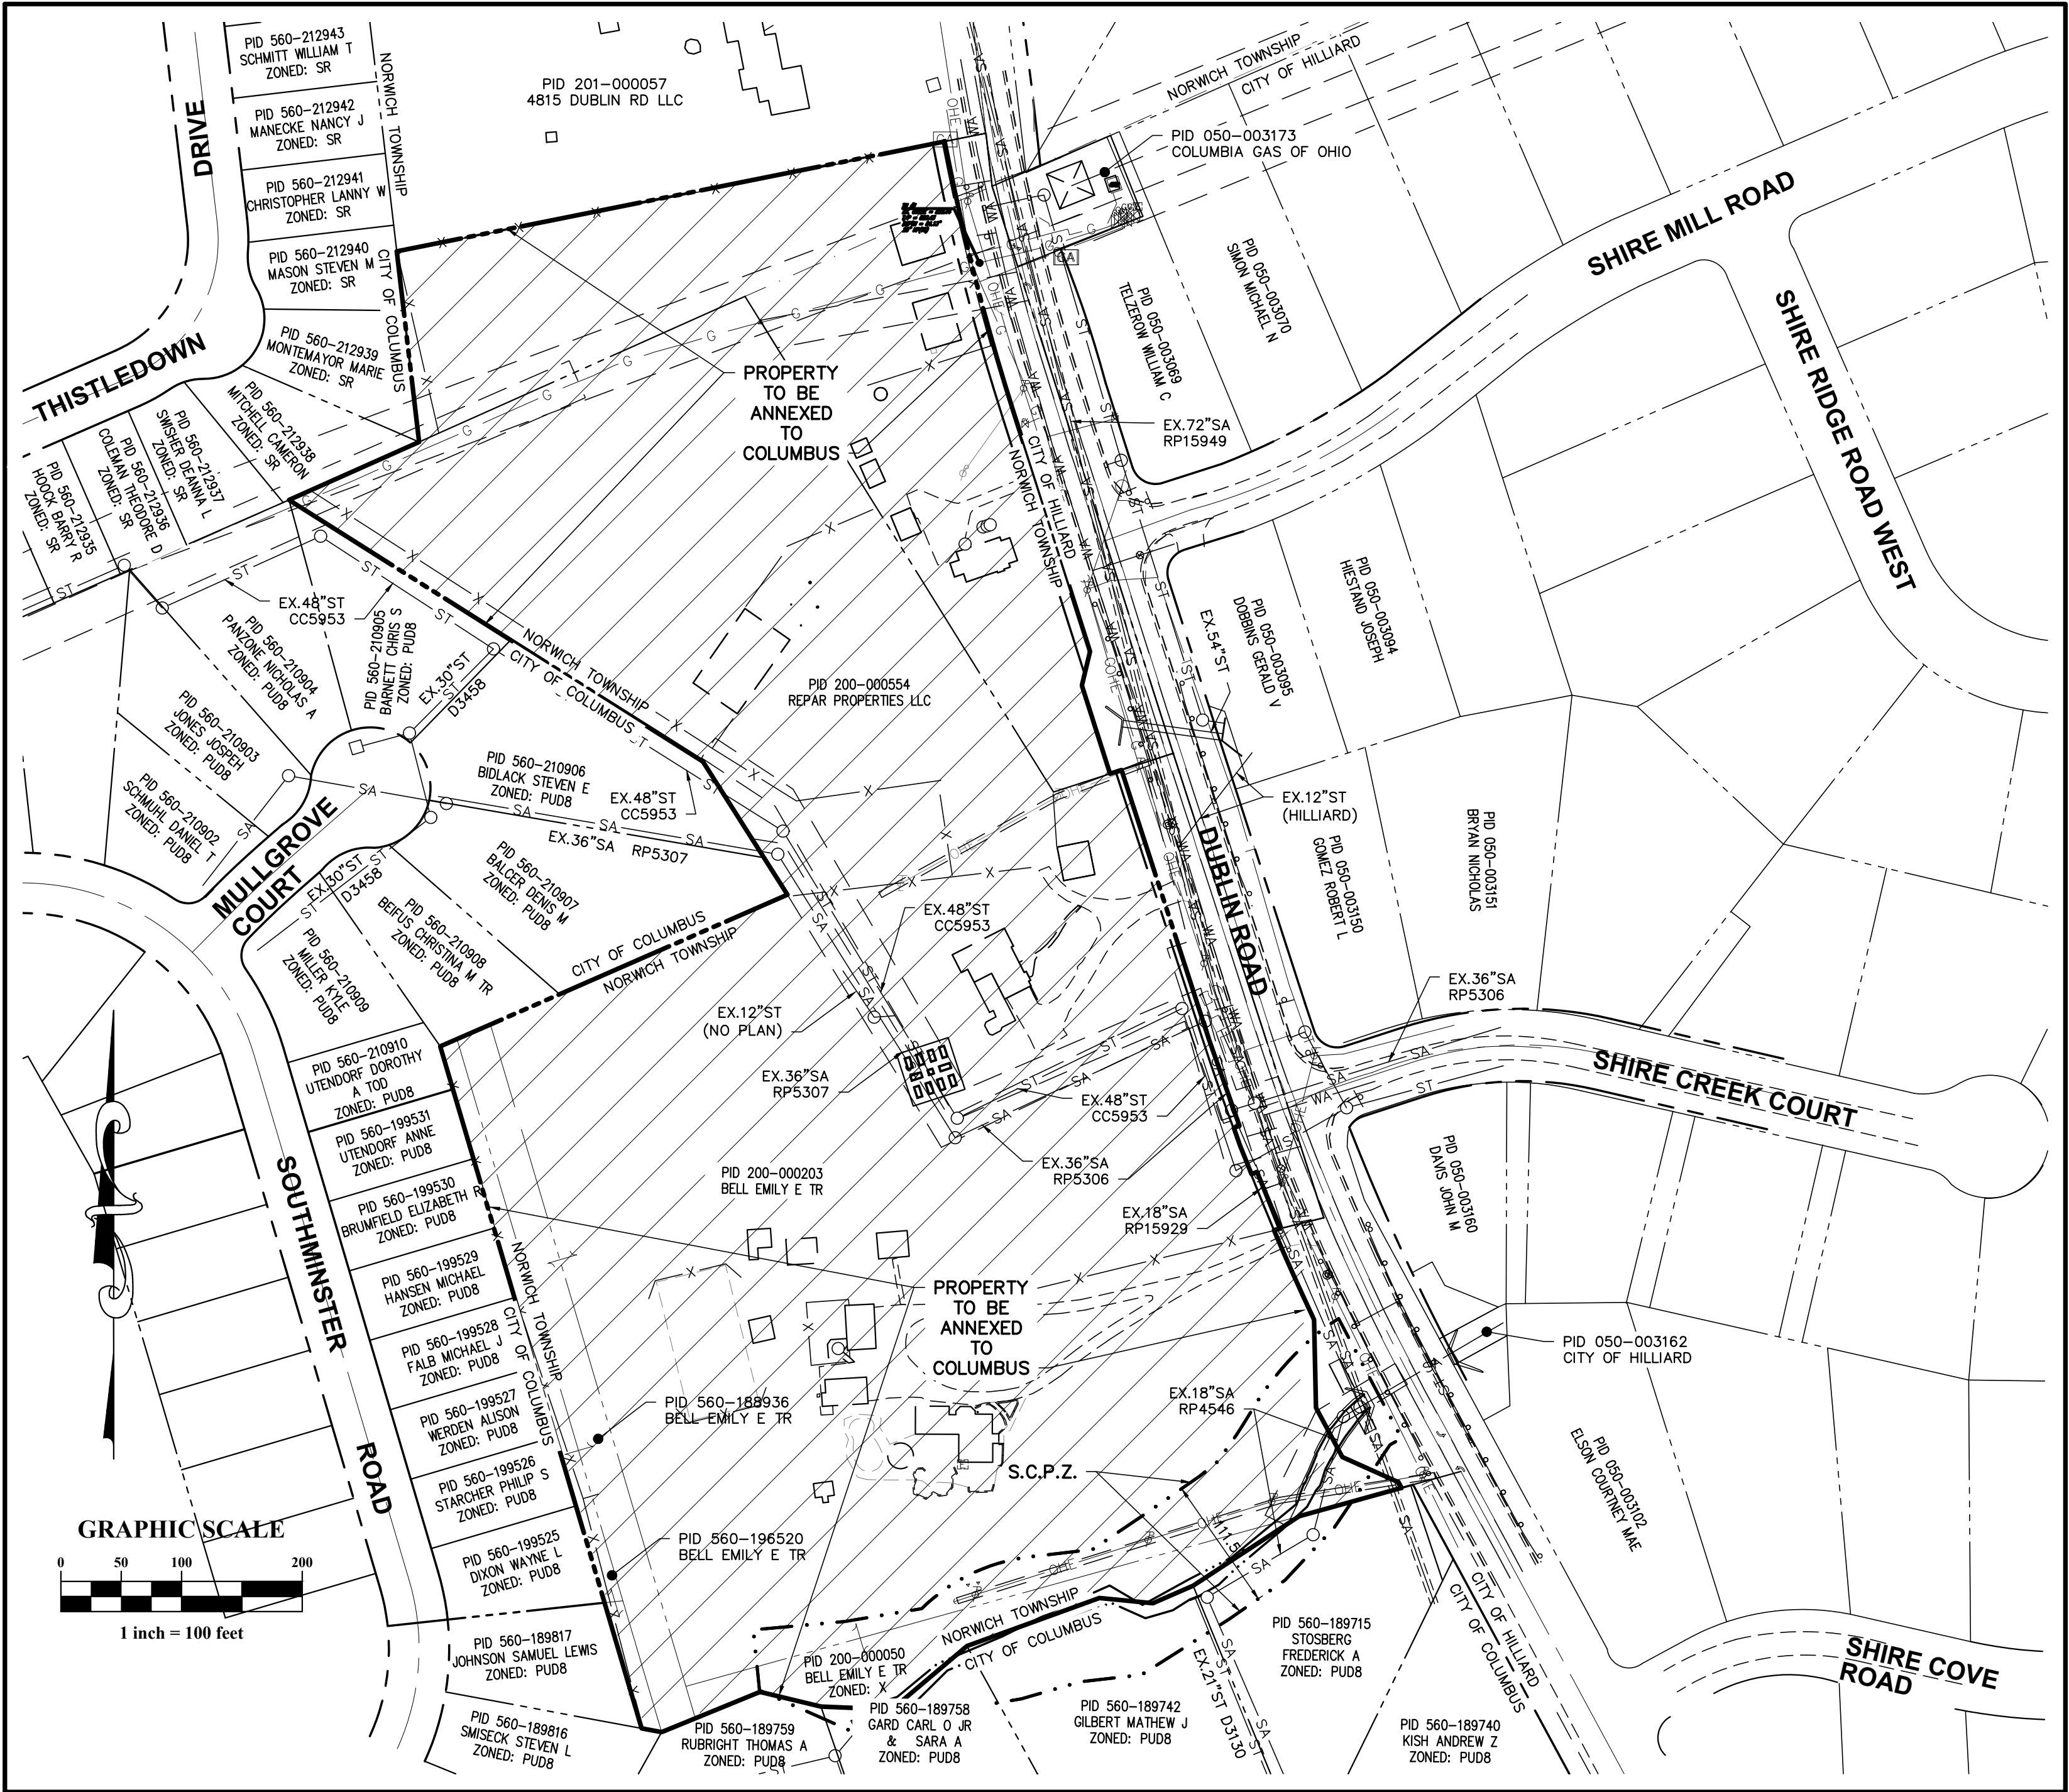 PID 560-212943
SCHMITT WILLIAM T
ZONED: SR
NORWICH TOWNSHIP
PID 560-212942
MANECKE NANCY J
ZONED: SR
PID 560-212941
CHRISTOPHER LANNY W
ZONED: SR
PID 560-212940
MASON STEVEN M
ZONED: SR
CITY OF COLUMBUS
PID 560-212939
MONTEMAYOR MARIE
ZONED: SR
PID 560-212938
MITCHELL CAMERON
ZONED: SR
PID 560-212937
SWISHER DEANNA L
ZONED: SR
PID 560-212936
COLEMAN THEODORE D
ZONED: SR
PID 560-212935
HOOCK BARRY R
ZONED: SR
THISTLEDOWN
DRIVE
PID 201-000057
4815 DUBLIN RD LLC
NORWICH TOWNSHIP
CITY OF HILLIARD
PID 050-003173
COLUMBIA GAS OF OHIO
PID 050-003070
SIMON MICHAEL N
PID 050-003069
TELZEROW WILLIAM C
SHIRE MILL ROAD
SHIRE RIDGE ROAD WEST
PROPERTY
TO BE
ANNEXED
TO
COLUMBUS
EX.72"SA
RP15949
CITY OF HILLIARD
NORWICH TOWNSHIP
EX.48"ST
CC5953
PID 560-210905
BARNETT CHRIS S
ZONED: PUD8
PID 560-210904
PANZONE NICHOLAS A
ZONED: PUD8
EX.30"ST
D3458
PID 560-210903
JONES JOSPEH
ZONED: PUD8
PID 560-210902
SCHMUHL DANIEL T
ZONED: PUD8
NORWICH TOWNSHIP
CITY OF COLUMBUS
PID 200-000554
REPAR PROPERTIES LLC
PID 560-210906
BIDLACK STEVEN E
ZONED: PUD8
EX.48"ST
CC5953
EX.36"SA RP5307
PID 050-003094
HIESTAND JOSEPH
PID 050-003095
DOBBINS GERALD V
EX.54"ST
EX.12"ST
(HILLIARD)
PID 050-003150
GOMEZ ROBERT L
PID 050-003151
BRYAN NICHOLAS
DUBLIN ROAD
MULLGROVE
COURT
EX.30"ST
D3458
PID 560-210907
BALCER DENIS M
ZONED: PUD8
PID 560-210908
BEIFUS CHRISTINA M TR
ZONED: PUD8
PID 560-210909
MILLER KYLE
ZONED: PUD8
CITY OF COLUMBUS
NORWICH TOWNSHIP
EX.48"ST
CC5953
EX.12"ST
(NO PLAN)
EX.36"SA
RP5307
EX.48"ST
CC5953
EX.36"SA
RP5306
EX.36"SA
RP5306
SHIRE CREEK COURT
PID 560-210910
UTENDORF DOROTHY
A TOD
ZONED: PUD8
PID 560-199531
UTENDORF ANNE
ZONED: PUD8
PID 560-199530
BRUMFIELD ELIZABETH R
ZONED: PUD8
PID 560-199529
HANSEN MICHAEL
ZONED: PUD8
PID 560-199528
FALB MICHAEL J
ZONED: PUD8
PID 560-199527
WERDEN ALISON
ZONED: PUD8
PID 560-199526
STARCHER PHILIP S
ZONED: PUD8
PID 560-199525
DIXON WAYNE L
ZONED: PUD8
NORWICH TOWNSHIP
CITY OF COLUMBUS
SOUTHMINSTER
ROAD
PID 200-000203
BELL EMILY E TR
EX.18"SA
RP15929
PID 050-003160
DAVIS JOHN M
PROPERTY
TO BE
ANNEXED
TO
COLUMBUS
PID 050-003162
CITY OF HILLIARD
EX.18"SA
RP4546
PID 560-188936
BELL EMILY E TR
S.C.P.Z.
111.5'
PID 050-003102
ELSON COURTNEY MAE
PID 560-196520
BELL EMILY E TR
GRAPHIC SCALE
0 50 100 200
1 inch = 100 feet
PID 560-189817
JOHNSON SAMUEL LEWIS
ZONED: PUD8
PID 560-189816
SMISECK STEVEN L
ZONED: PUD8
NORWICH TOWNSHIP
CITY OF COLUMBUS
PID 200-000050
BELL EMILY E TR
ZONED: X
PID 560-189759
RUBRIGHT THOMAS A
ZONED: PUD8
PID 560-189758
GARD CARL O JR
& SARA A
ZONED: PUD8
PID 560-189742
GILBERT MATHEW J
ZONED: PUD8
EX.21"ST D3130
PID 560-189715
STOSBERG
FREDERICK A
ZONED: PUD8
PID 560-189740
KISH ANDREW Z
ZONED: PUD8
CITY OF HILLIARD
CITY OF COLUMBUS
SHIRE COVE
ROAD